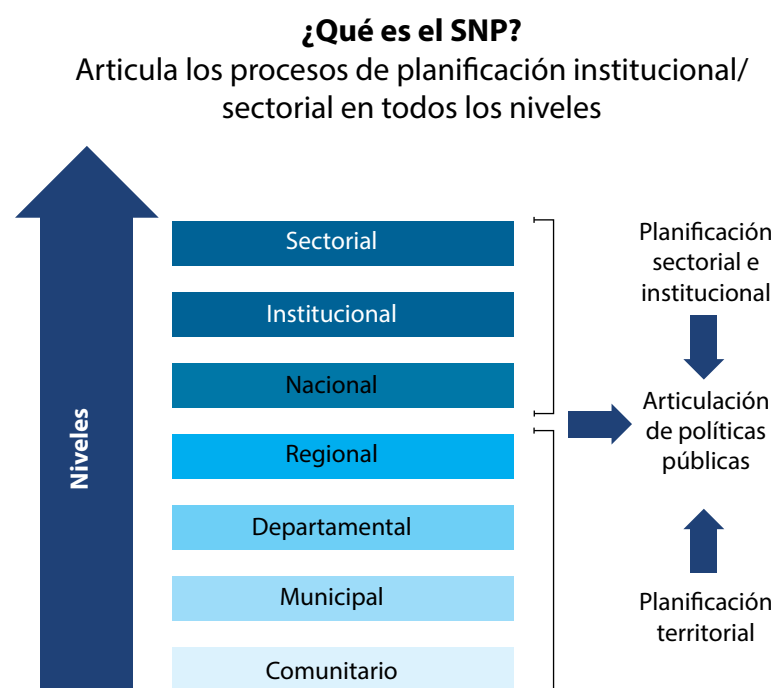 ¿Qué es el SNP?
Articula los procesos de planificación institucional/
sectorial en todos los niveles
Niveles
Sectorial
Institucional
Nacional
Regional
Departamental
Municipal
Comunitario
Planificación
sectorial e
institucional
Articulación
de políticas
públicas
Planificación
territorial